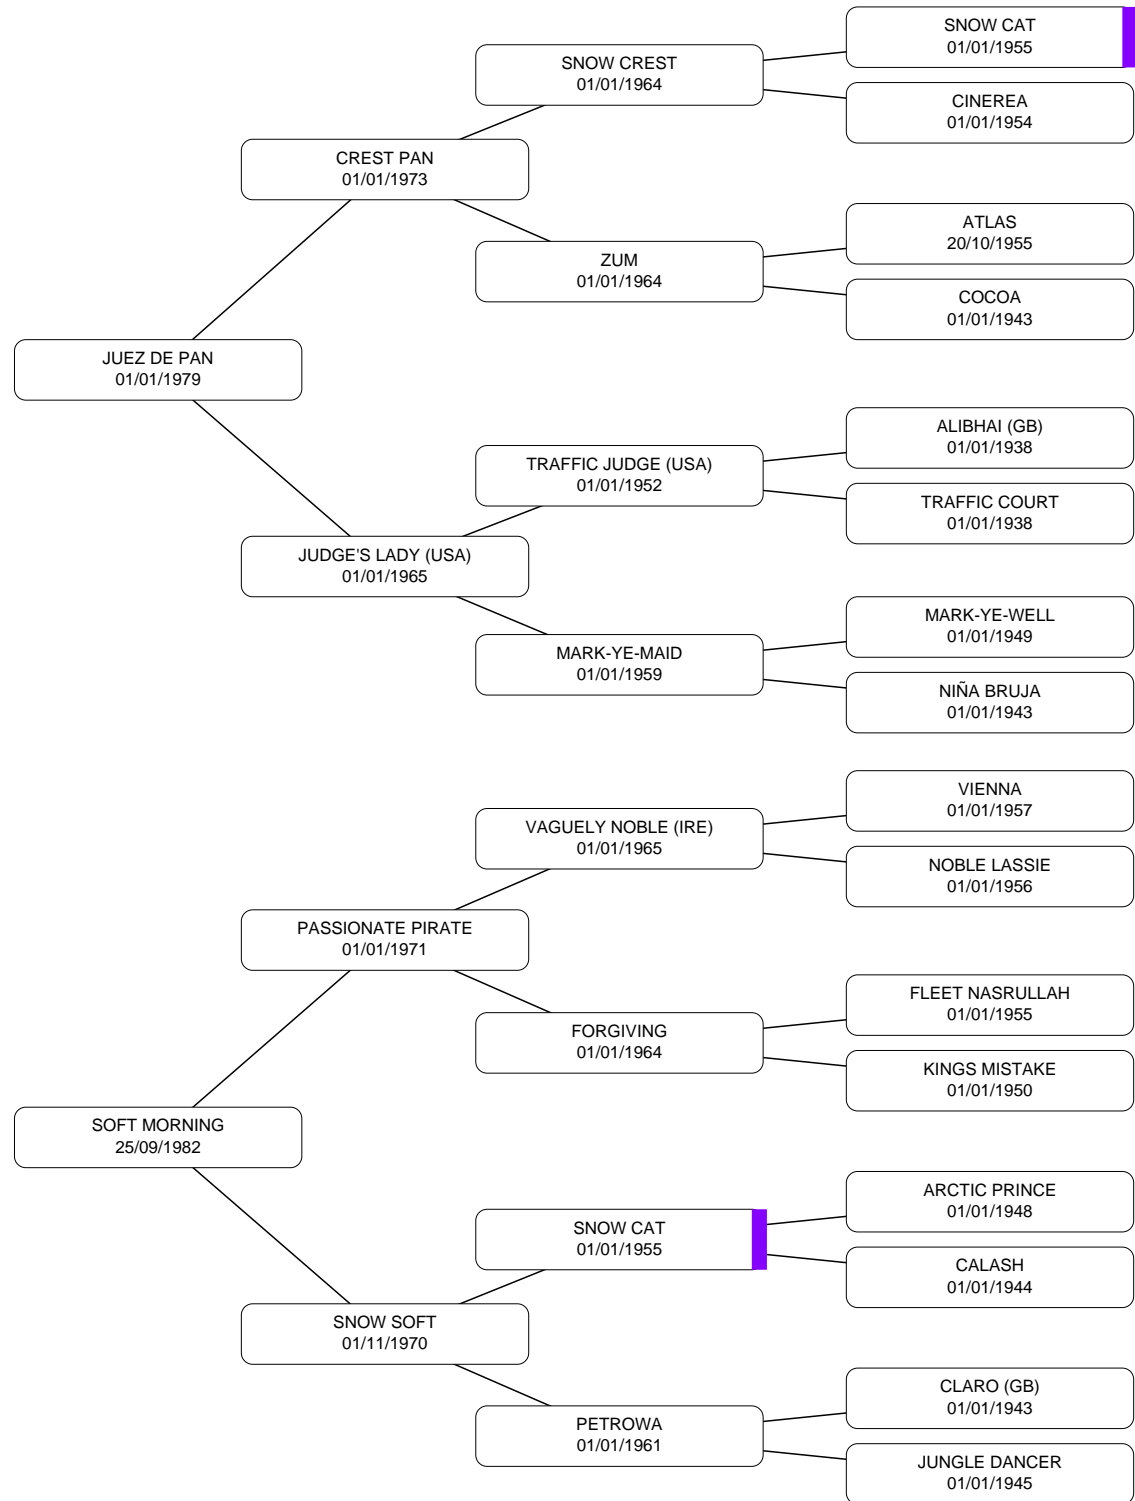 SNOW CAT
01/01/1955
SNOW CREST
01/01/1964
CINEREA
01/01/1954
CREST PAN
01/01/1973
ATLAS
20/10/1955
ZUM
01/01/1964
COCOA
01/01/1943
JUEZ DE PAN
01/01/1979
ALIBHAI (GB)
01/01/1938
TRAFFIC JUDGE (USA)
01/01/1952
TRAFFIC COURT
01/01/1938
JUDGE'S LADY (USA)
01/01/1965
MARK-YE-WELL
01/01/1949
MARK-YE-MAID
01/01/1959
NIÑA BRUJA
01/01/1943
VIENNA
01/01/1957
VAGUELY NOBLE (IRE)
01/01/1965
NOBLE LASSIE
01/01/1956
PASSIONATE PIRATE
01/01/1971
FLEET NASRULLAH
01/01/1955
FORGIVING
01/01/1964
KINGS MISTAKE
01/01/1950
SOFT MORNING
25/09/1982
ARCTIC PRINCE
01/01/1948
SNOW CAT
01/01/1955
CALASH
01/01/1944
SNOW SOFT
01/11/1970
CLARO (GB)
01/01/1943
PETROWA
01/01/1961
JUNGLE DANCER
01/01/1945